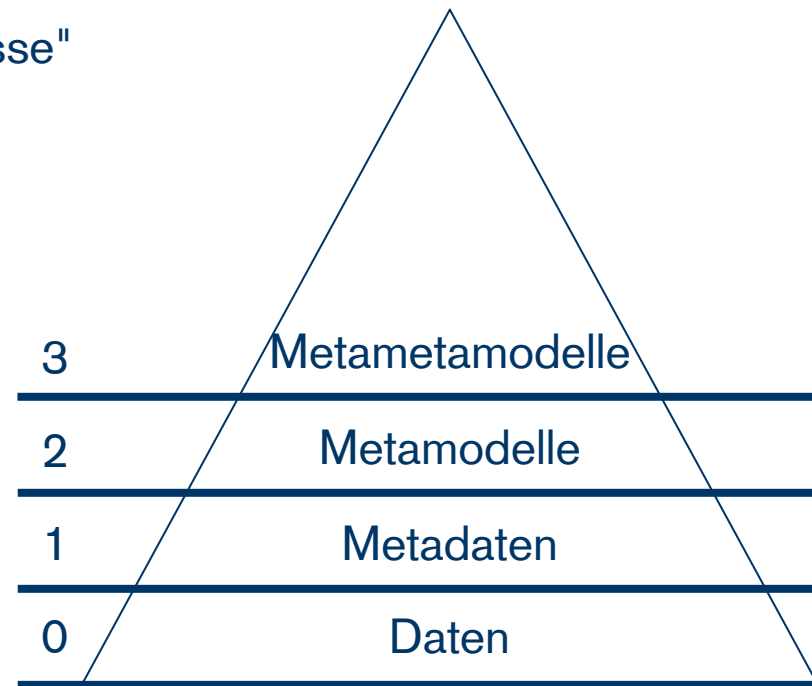 sse"
3 Metametamodelle
2 Metamodelle
1 Metadaten
0 Daten